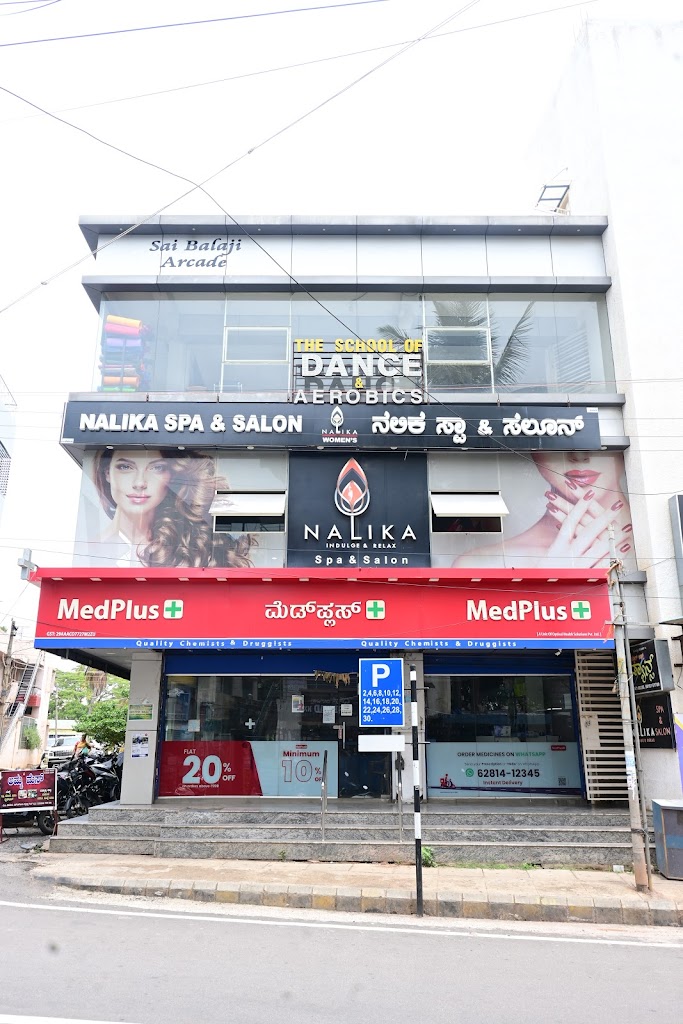 Sai Balaji
Arcade
THE SCHOOL OF
DANCE
&
AEROBICS
NALIKA SPA & SALON
NALIKA
WOMEN'S
ನಲಿಕ ಸ್ಪಾ & ಸಲೂನ್
NALIKA
INDULGE & RELAX
Spa & Salon
MedPlus
ಮೆಡ್‌ಪ್ಲಸ್
MedPlus
Quality Chemists & Druggists
Quality Chemists & Druggists
P
2,4,6,8,10,12,
14,16,18,20,
22,24,26,28,
30.
FLAT
20% OFF
Minimum
10% OFF
ORDER MEDICINES ON WHATSAPP
62814-12345
Instant Delivery
SPA
&
SALON